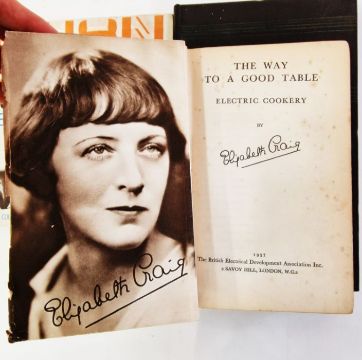 Elizabeth Craig
THE WAY
TO A GOOD TABLE
ELECTRIC COOKERY
BY
Elizabeth Craig
1937
The British Electrical Development Association Inc.
2 SAVOY HILL, LONDON, W.C.2